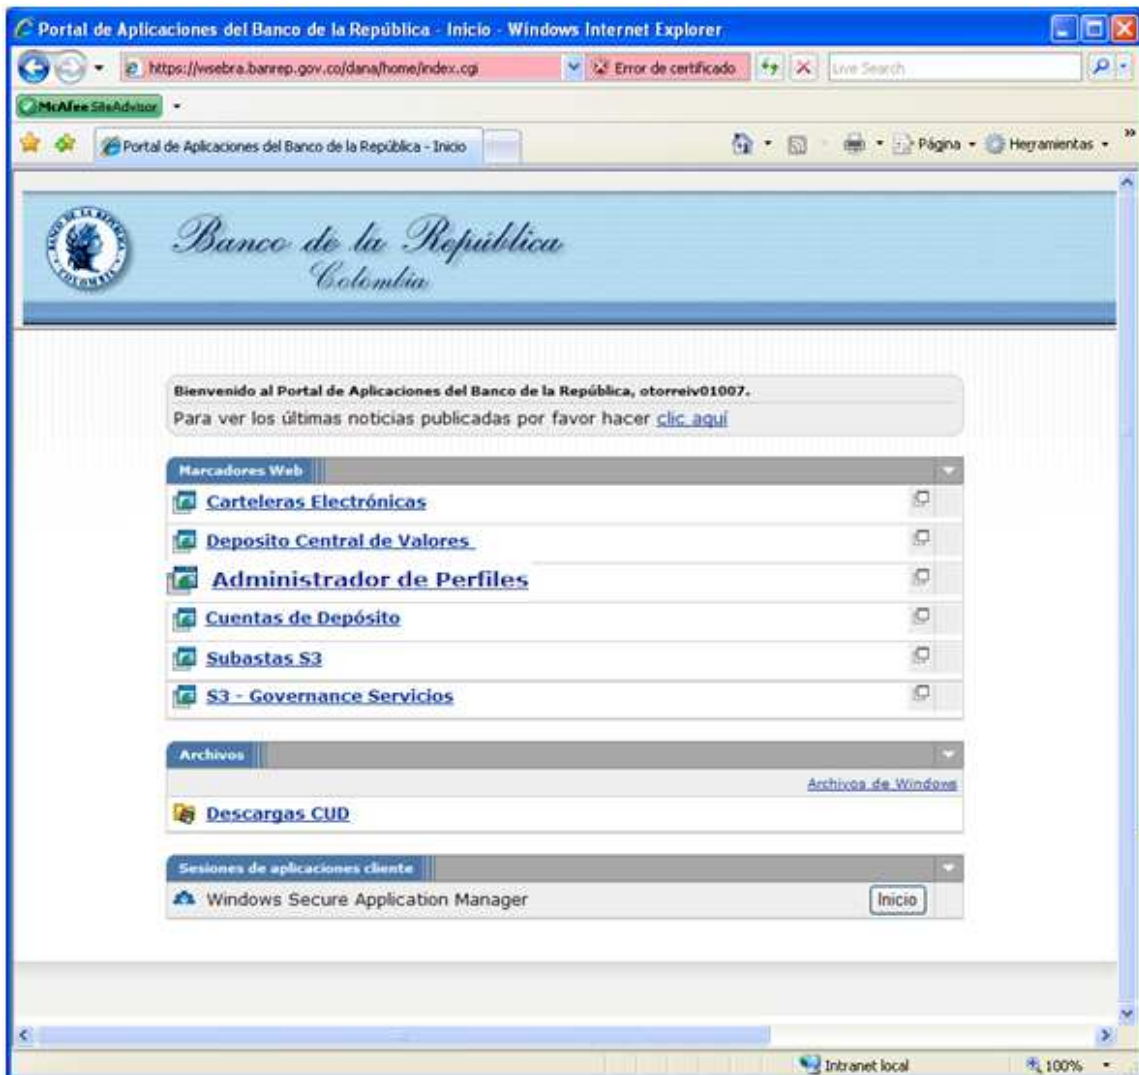 Portal de Aplicaciones del Banco de la República - Inicio - Windows Internet Explorer
https://wsebra.banrep.gov.co/dana/home/index.cgi Error de certificado Live Search
McAfee SiteAdvisor
Portal de Aplicaciones del Banco de la República - Inicio Página Herramientas
BANCO DE LA REPUBLICA COLOMBIA
Banco de la República
Colombia
Bienvenido al Portal de Aplicaciones del Banco de la República, otorreiv01007.
Para ver los últimas noticias publicadas por favor hacer clic aquí
Marcadores Web
Carteleras Electrónicas
Deposito Central de Valores
Administrador de Perfiles
Cuentas de Depósito
Subastas S3
S3 - Governance Servicios
Archivos
Archivos de Windows
Descargas CUD
Sesiones de aplicaciones cliente
Windows Secure Application Manager Inicio
Intranet local 100%